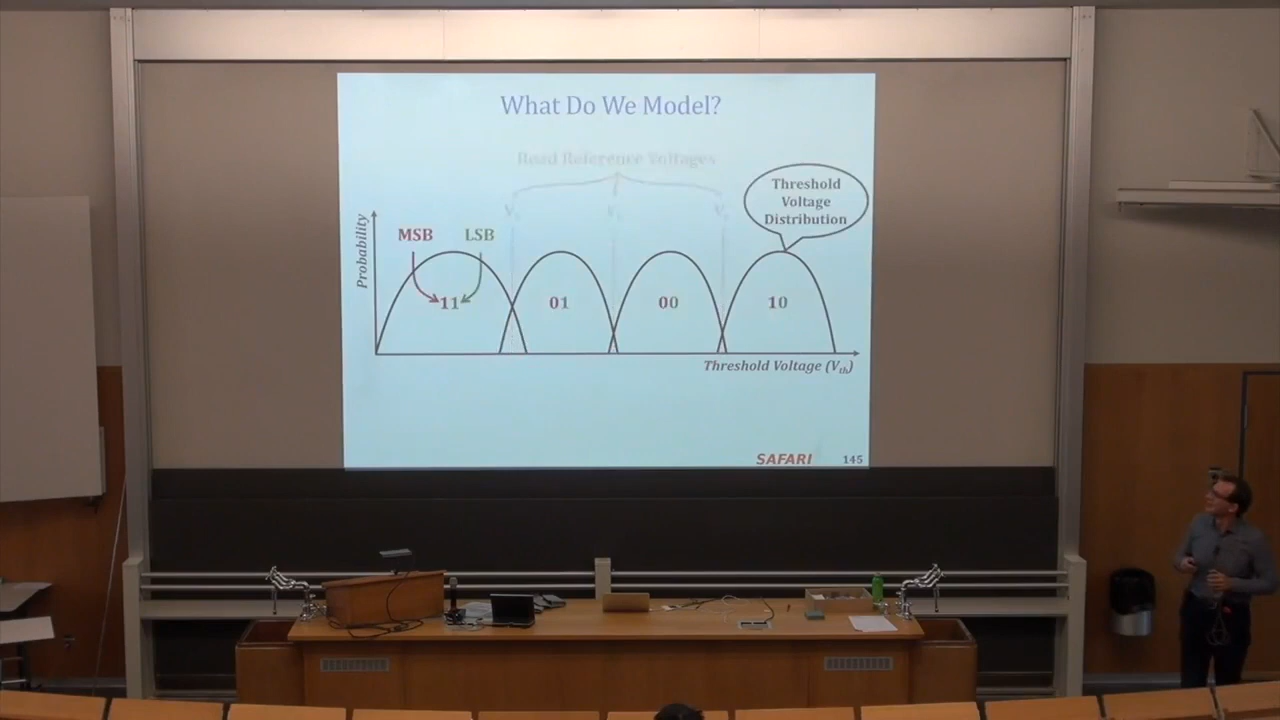 What Do We Model?
Read Reference Voltages
Threshold
Voltage
Distribution
Probability
MSB
LSB
11
01
00
10
Threshold Voltage (Vth)
SAFARI
145